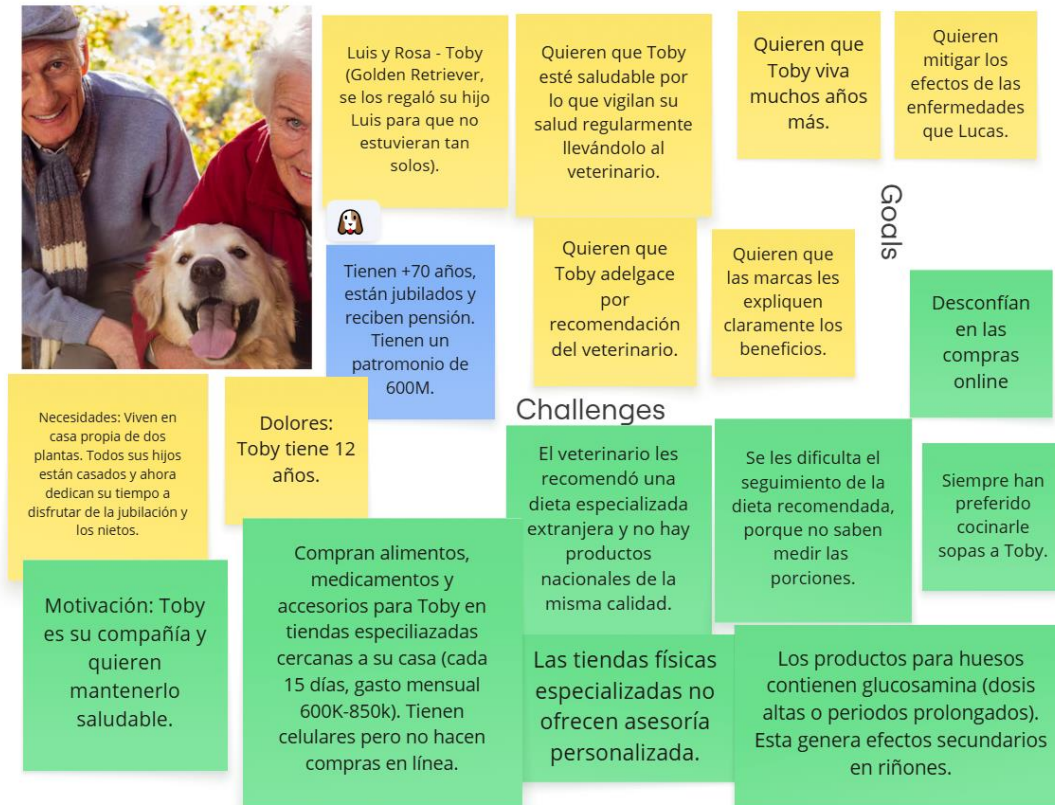 Luis y Rosa - Toby
(Golden Retriever,
se los regaló su hijo
Luis para que no
estuvieran tan
solos).
Quieren que Toby
esté saludable por
lo que vigilan su
salud regularmente
llevándolo al
veterinario.
Quieren que
Toby viva
muchos años
más.
Quieren
mitigar los
efectos de las
enfermedades
que Lucas.
Goals
Tienen +70 años,
están jubilados y
reciben pensión.
Tienen un
patromonio de
600M.
Quieren que
Toby adelgace
por
recomendación
del veterinario.
Quieren que
las marcas les
expliquen
claramente los
beneficios.
Desconfían
en las
compras
online
Necesidades: Viven en
casa propia de dos
plantas. Todos sus hijos
están casados y ahora
dedican su tiempo a
disfrutar de la jubilación y
los nietos.
Dolores:
Toby tiene 12
años.
Challenges
El veterinario les
recomendó una
dieta especializada
extranjera y no hay
productos
nacionales de la
misma calidad.
Se les dificulta el
seguimiento de la
dieta recomendada,
porque no saben
medir las
porciones.
Siempre han
preferido
cocinarle
sopas a Toby.
Motivación: Toby
es su compañía y
quieren
mantenerlo
saludable.
Compran alimentos,
medicamentos y
accesorios para Toby en
tiendas especiliazadas
cercanas a su casa (cada
15 días, gasto mensual
600K-850k). Tienen
celulares pero no hacen
compras en línea.
Las tiendas físicas
especializadas no
ofrecen asesoría
personalizada.
Los productos para huesos
contienen glucosamina (dosis
altas o periodos prolongados).
Esta genera efectos secundarios
en riñones.